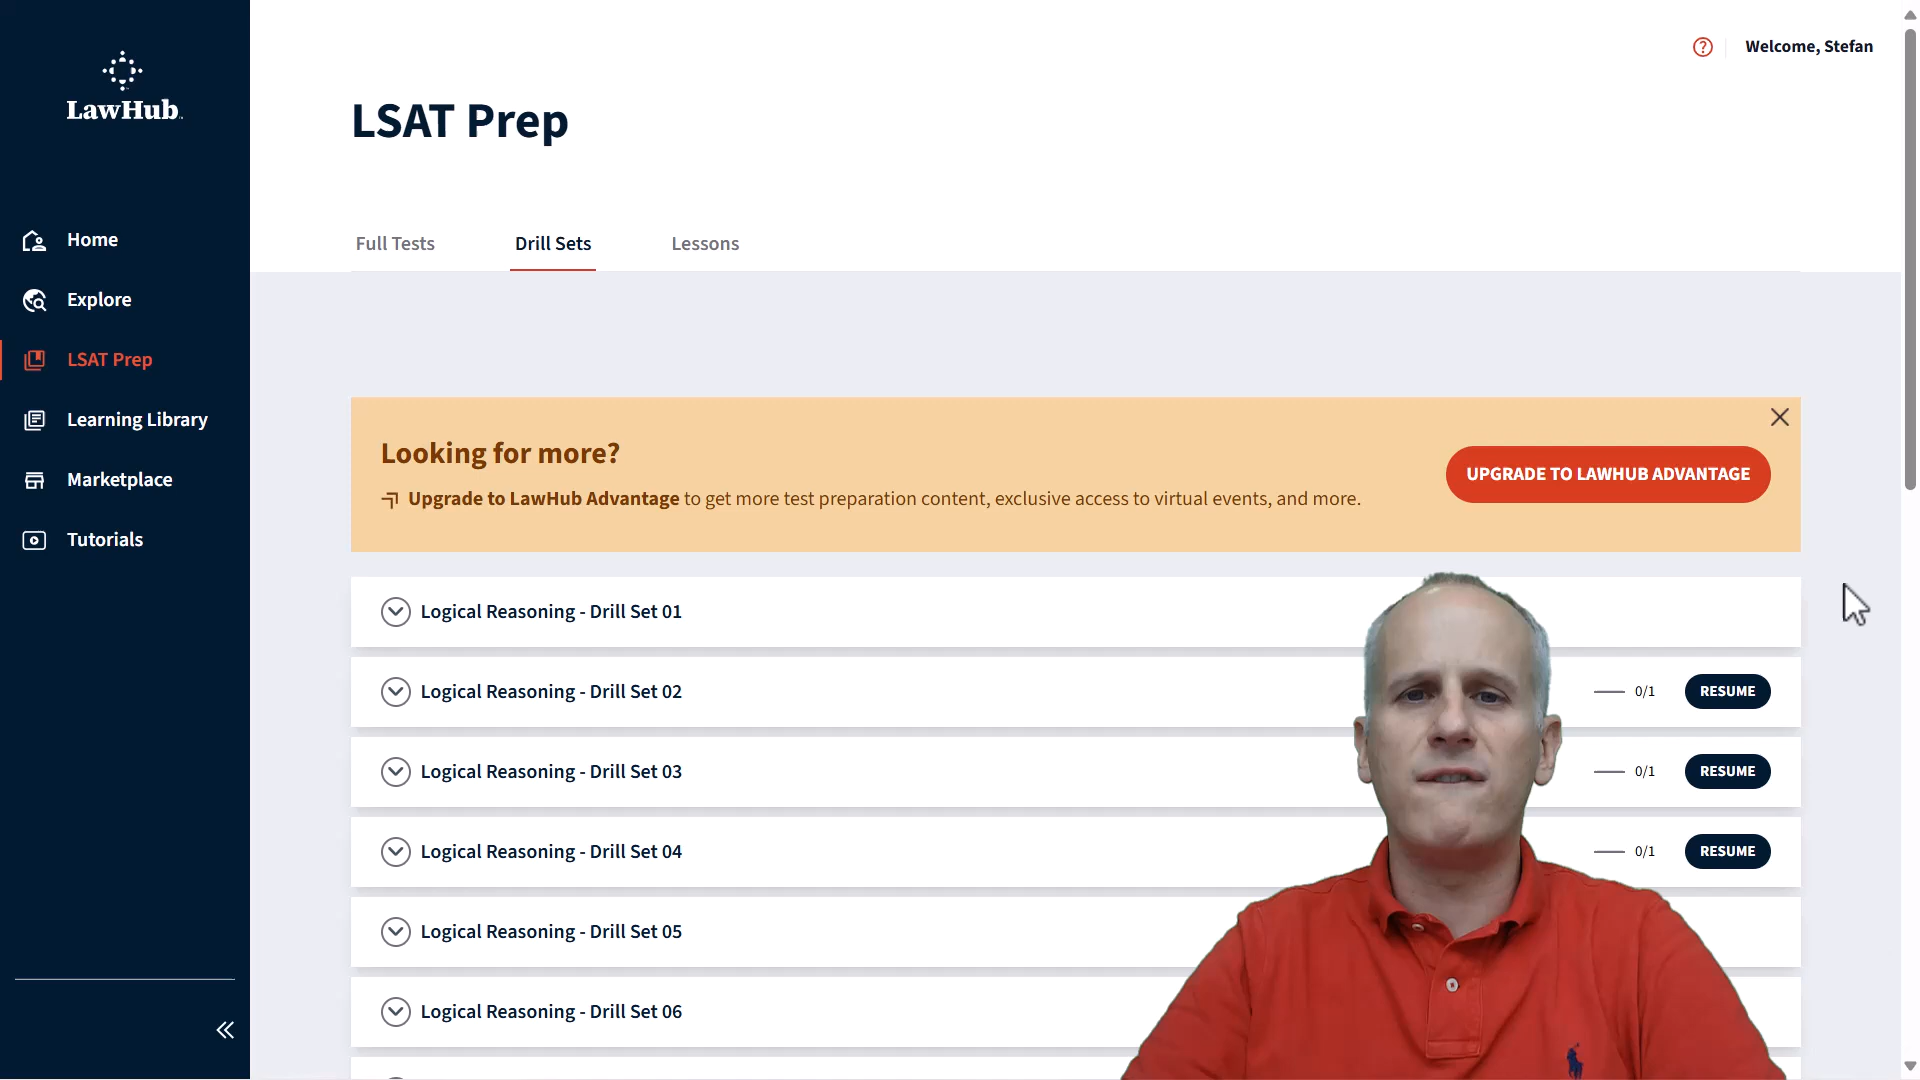 LawHub
Home
Explore
LSAT Prep
Learning Library
Marketplace
Tutorials
Welcome, Stefan
LSAT Prep
Full Tests
Drill Sets
Lessons
Looking for more?
Upgrade to LawHub Advantage to get more test preparation content, exclusive access to virtual events, and more.
UPGRADE TO LAWHUB ADVANTAGE
Logical Reasoning - Drill Set 01
Logical Reasoning - Drill Set 02
0/1 RESUME
Logical Reasoning - Drill Set 03
0/1 RESUME
Logical Reasoning - Drill Set 04
0/1 RESUME
Logical Reasoning - Drill Set 05
Logical Reasoning - Drill Set 06